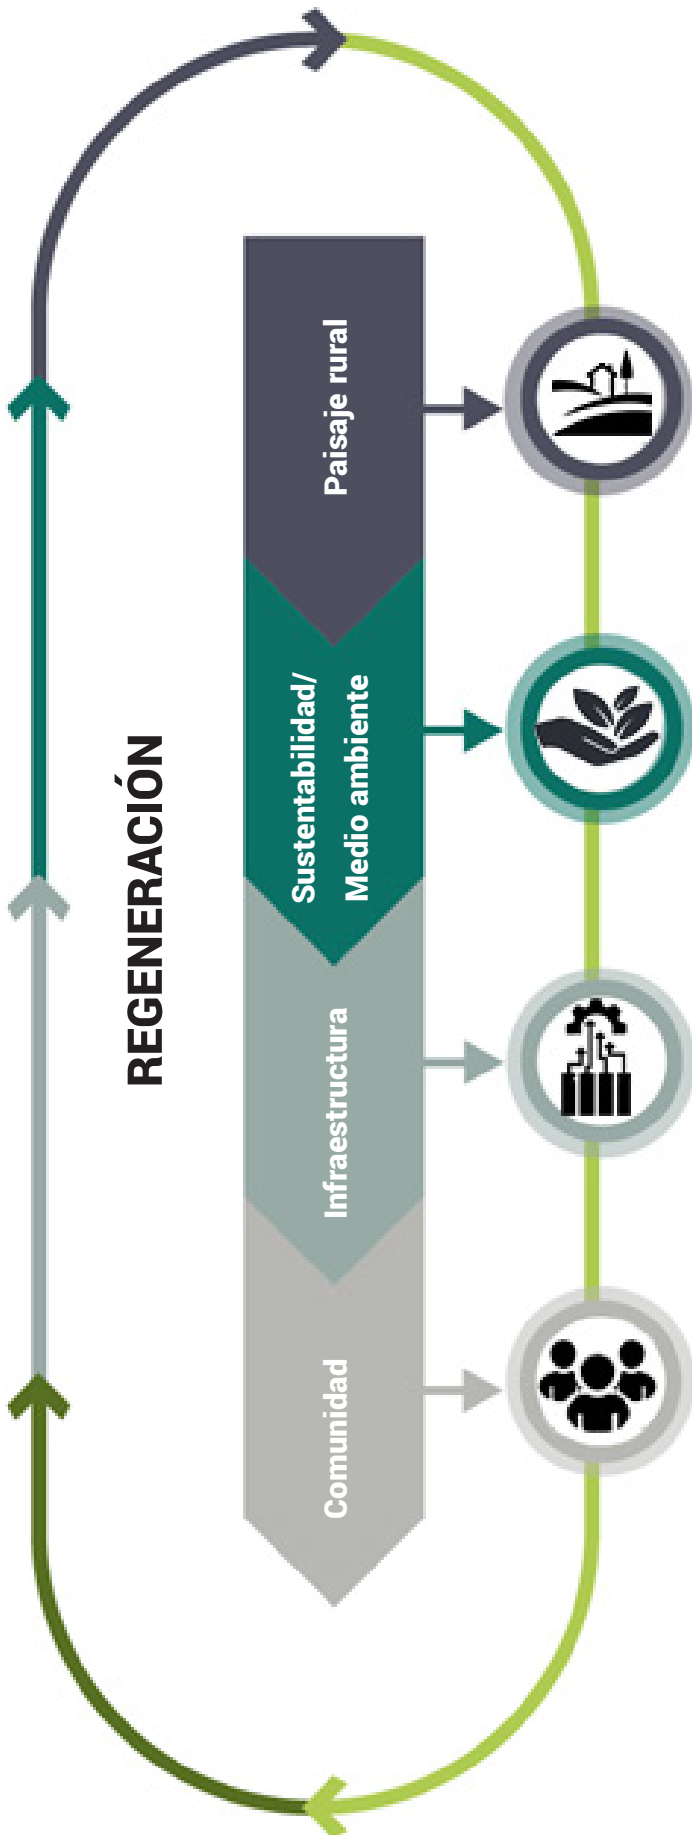 REGENERACIÓN
Paisaje rural
Sustentabilidad/
Medio ambiente
Infraestructura
Comunidad